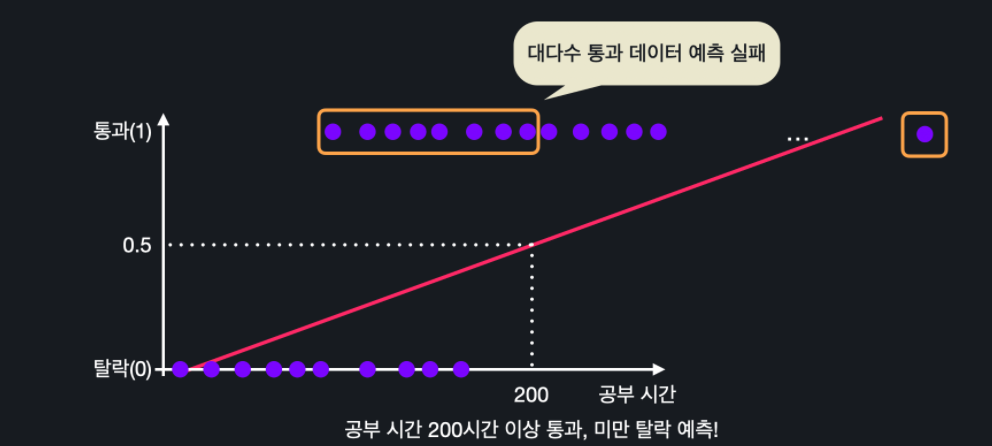 대다수 통과 데이터 예측 실패
통과(1)
...
0.5
탈락(0)
200
공부 시간
공부 시간 200시간 이상 통과, 미만 탈락 예측!